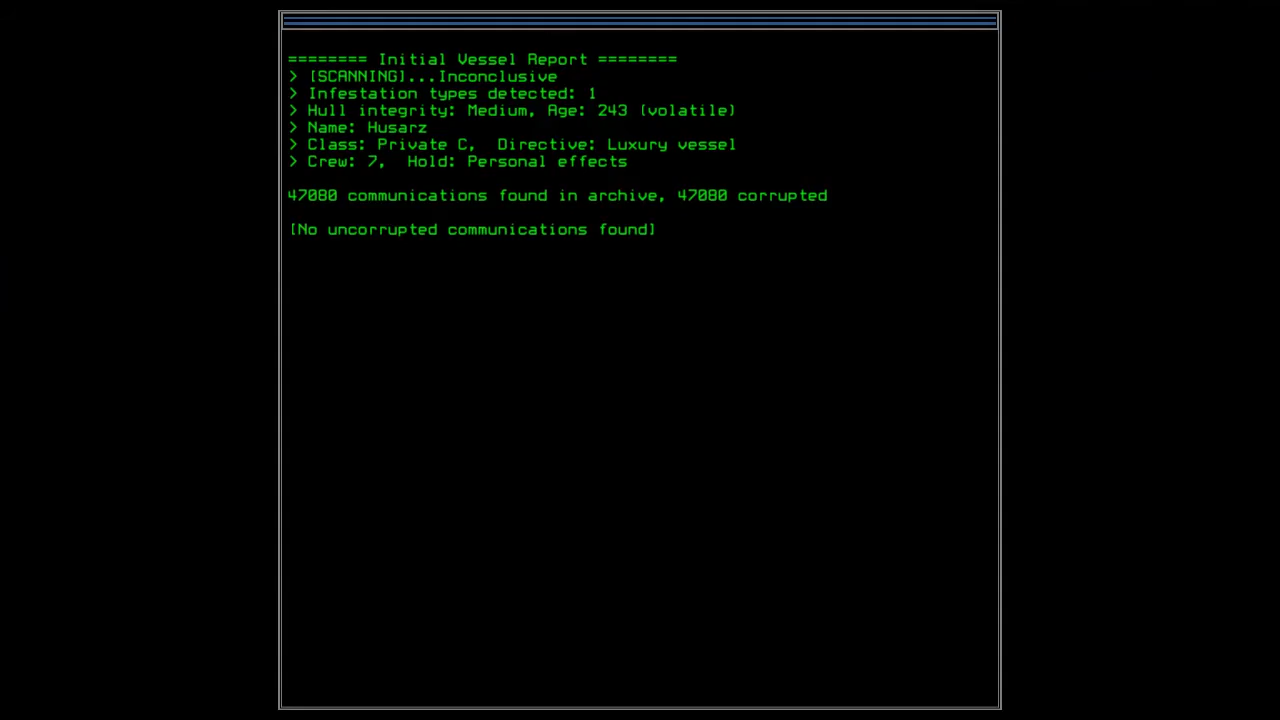 ======== Initial Vessel Report ========
> [SCANNING]...Inconclusive
> Infestation types detected: 1
> Hull integrity: Medium, Age: 243 (volatile)
> Name: Husarz
> Class: Private C,  Directive: Luxury vessel
> Crew: 7,  Hold: Personal effects
47080 communications found in archive, 47080 corrupted
[No uncorrupted communications found]